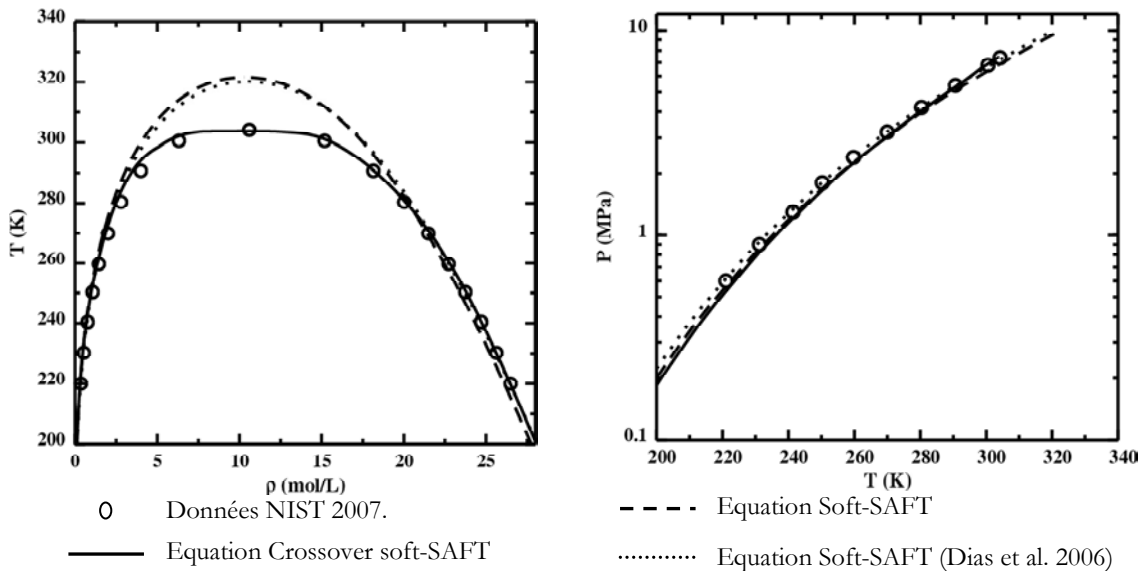 340
320
300
280
260
240
220
200
T (K)
0 5 10 15 20 25
ρ (mol/L)
10
1
0.1
P (MPa)
200 220 240 260 280 300 320 340
T (K)
Données NIST 2007.
Equation Crossover soft-SAFT
Equation Soft-SAFT
Equation Soft-SAFT (Dias et al. 2006)